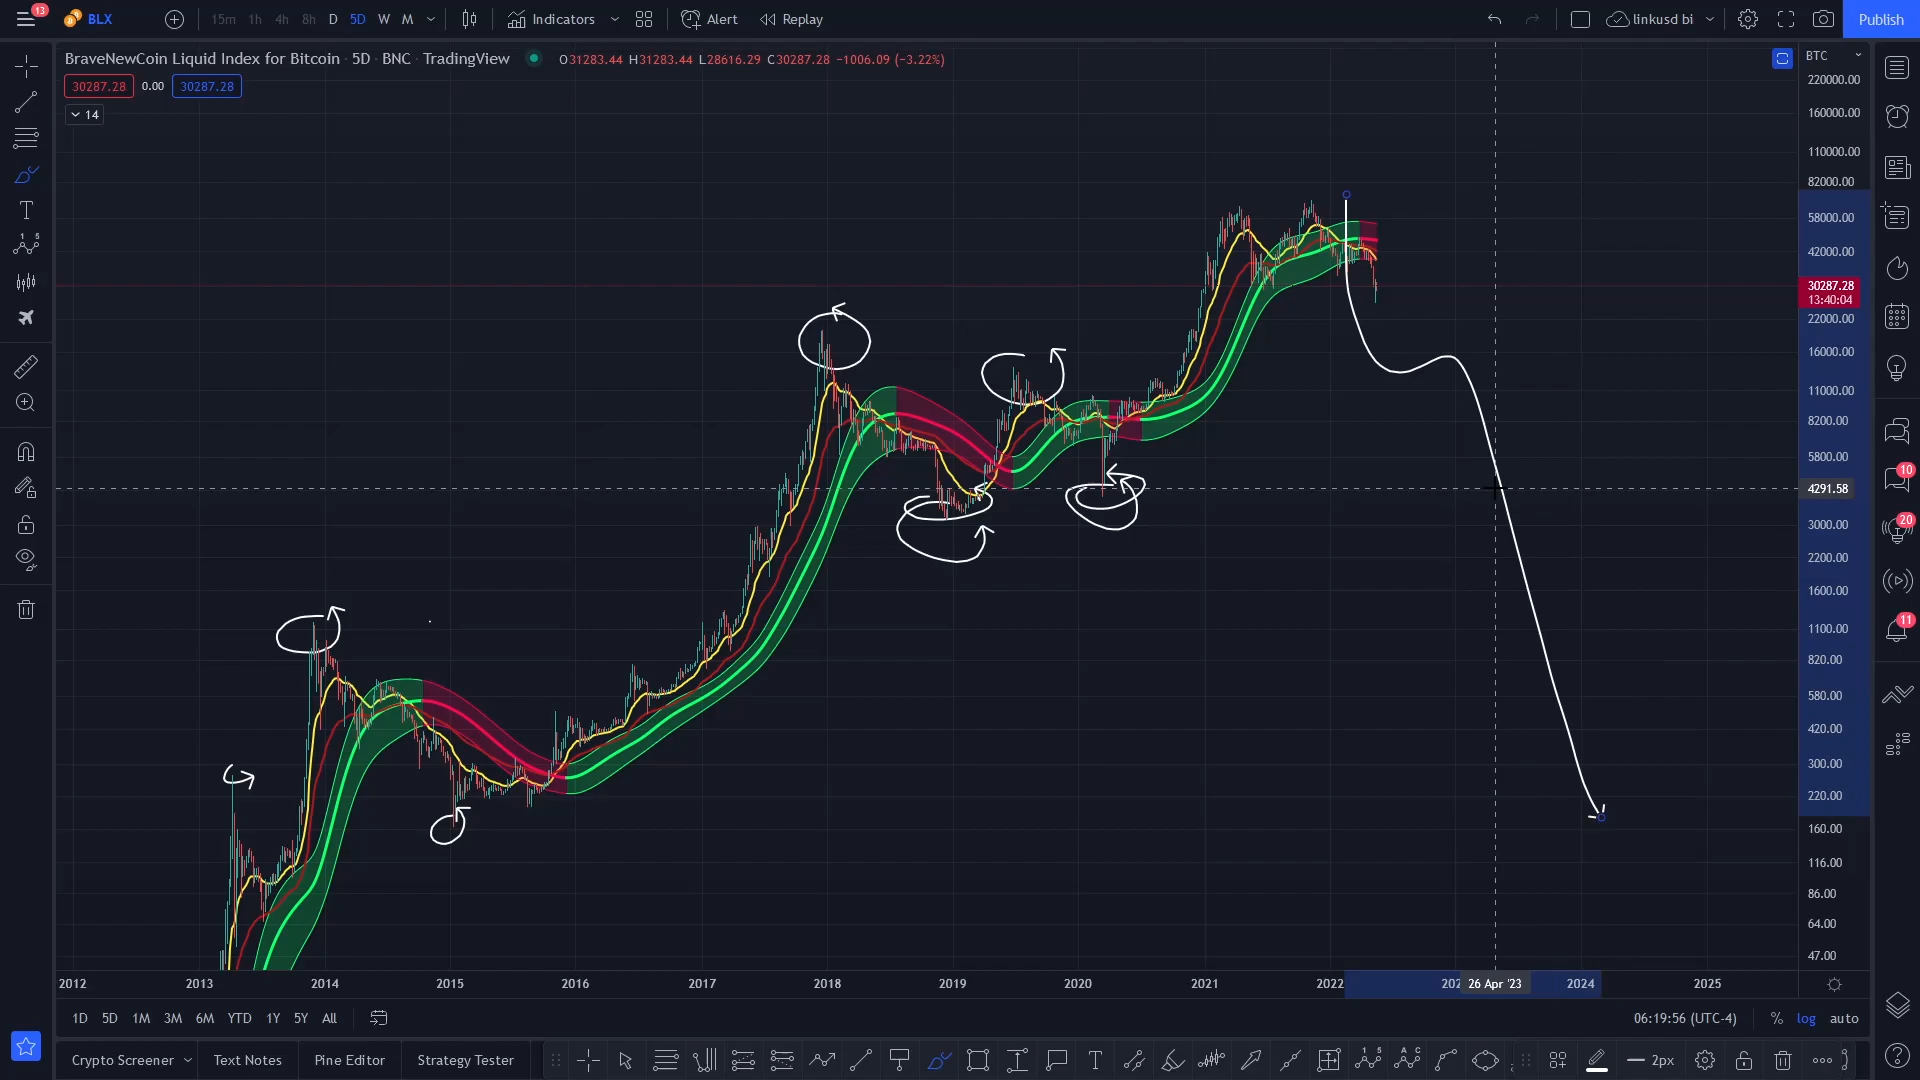 13
BLX
15m 1h 4h 8h D 5D W M
Indicators
Alert
Replay
linkusd bi
Publish
BraveNewCoin Liquid Index for Bitcoin · 5D · BNC · TradingView
O31283.44 H31283.44 L28616.29 C30287.28 −1006.09 (−3.22%)
30287.28 0.00 30287.28
14
BTC
220000.00
160000.00
110000.00
82000.00
58000.00
42000.00
30287.28
13:40:04
22000.00
16000.00
11000.00
8200.00
5800.00
4291.58
3000.00
2200.00
1600.00
1100.00
820.00
580.00
420.00
300.00
220.00
160.00
116.00
86.00
64.00
47.00
10
20
11
2012 2013 2014 2015 2016 2017 2018 2019 2020 2021 2022 26 Apr '23 2024 2025
1D 5D 1M 3M 6M YTD 1Y 5Y All
06:19:56 (UTC-4) % log auto
Crypto Screener Text Notes Pine Editor Strategy Tester
2px